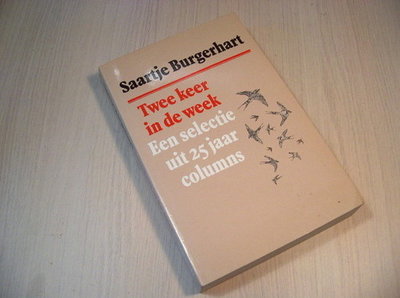 Saartje Burgerhart
Twee keer
in de week
Een selectie
uit 25 jaar
columns